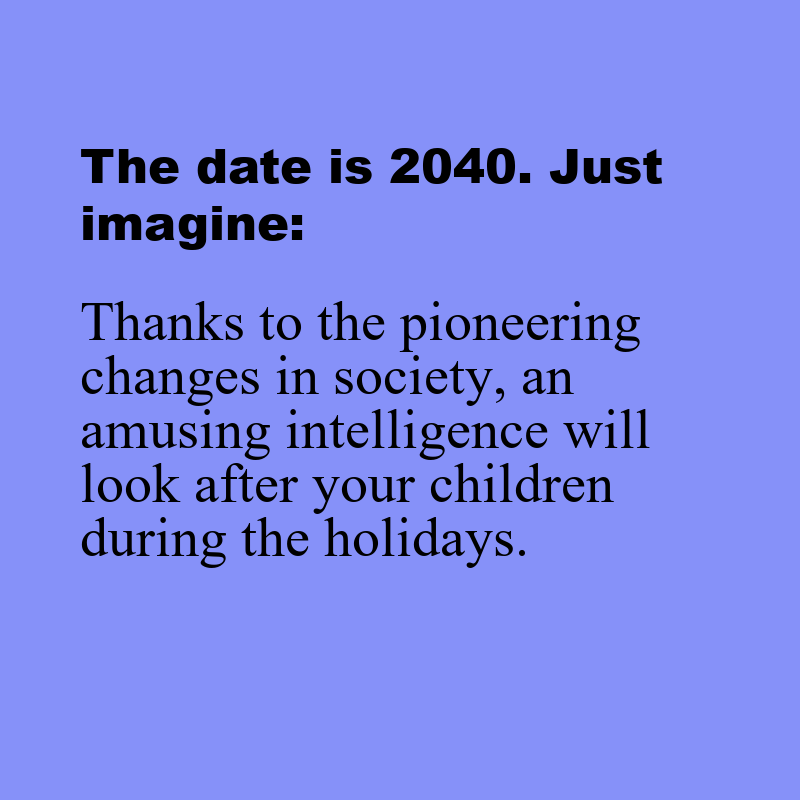 The date is 2040. Just
imagine:
Thanks to the pioneering
changes in society, an
amusing intelligence will
look after your children
during the holidays.